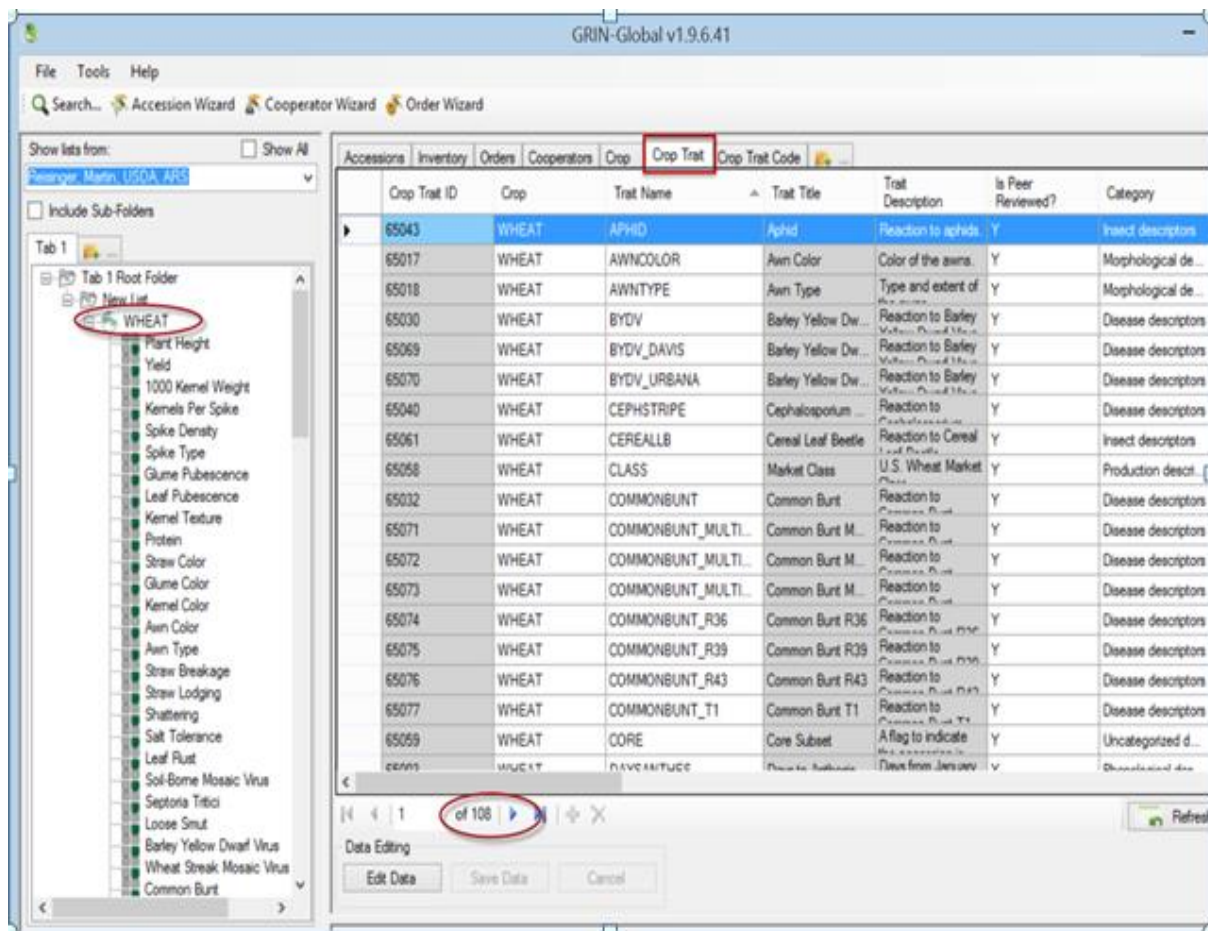 GRIN-Global v1.9.6.41
File Tools Help
Search... Accession Wizard Cooperator Wizard Order Wizard
Show lists from: Show All
Reisinger, Martin, USDA, ARS
Include Sub-Folders
Tab 1 ...
Tab 1 Root Folder
New List
WHEAT
Plant Height
Yield
1000 Kernel Weight
Kernels Per Spike
Spike Density
Spike Type
Glume Pubescence
Leaf Pubescence
Kernel Texture
Protein
Straw Color
Glume Color
Kernel Color
Awn Color
Awn Type
Straw Breakage
Straw Lodging
Shattering
Salt Tolerance
Leaf Rust
Soil-Borne Mosaic Virus
Septoria Tritici
Loose Smut
Barley Yellow Dwarf Virus
Wheat Streak Mosaic Virus
Common Bunt
Accessions Inventory Orders Cooperators Crop Crop Trait Crop Trait Code ...
Crop Trait ID Crop Trait Name Trait Title Trait Description Is Peer Reviewed? Category
65043 WHEAT APHID Aphid Reaction to aphids. Y Insect descriptors
65017 WHEAT AWNCOLOR Awn Color Color of the awns. Y Morphological de...
65018 WHEAT AWNTYPE Awn Type Type and extent of Y Morphological de...
65030 WHEAT BYDV Barley Yellow Dw... Reaction to Barley Y Disease descriptors
65069 WHEAT BYDV_DAVIS Barley Yellow Dw... Reaction to Barley Y Disease descriptors
65070 WHEAT BYDV_URBANA Barley Yellow Dw... Reaction to Barley Y Disease descriptors
65040 WHEAT CEPHSTRIPE Cephalosporium ... Reaction to Y Disease descriptors
65061 WHEAT CEREALLB Cereal Leaf Beetle Reaction to Cereal Y Insect descriptors
65058 WHEAT CLASS Market Class U.S. Wheat Market Y Production descri...
65032 WHEAT COMMONBUNT Common Bunt Reaction to Y Disease descriptors
65071 WHEAT COMMONBUNT_MULTI... Common Bunt M... Reaction to Y Disease descriptors
65072 WHEAT COMMONBUNT_MULTI... Common Bunt M... Reaction to Y Disease descriptors
65073 WHEAT COMMONBUNT_MULTI... Common Bunt M... Reaction to Y Disease descriptors
65074 WHEAT COMMONBUNT_R36 Common Bunt R36 Reaction to Y Disease descriptors
65075 WHEAT COMMONBUNT_R39 Common Bunt R39 Reaction to Y Disease descriptors
65076 WHEAT COMMONBUNT_R43 Common Bunt R43 Reaction to Y Disease descriptors
65077 WHEAT COMMONBUNT_T1 Common Bunt T1 Reaction to Y Disease descriptors
65059 WHEAT CORE Core Subset A flag to indicate Y Uncategorized d...
WHEAT Days from January Y
1 of 108
Refresh
Data Editing
Edit Data Save Data Cancel